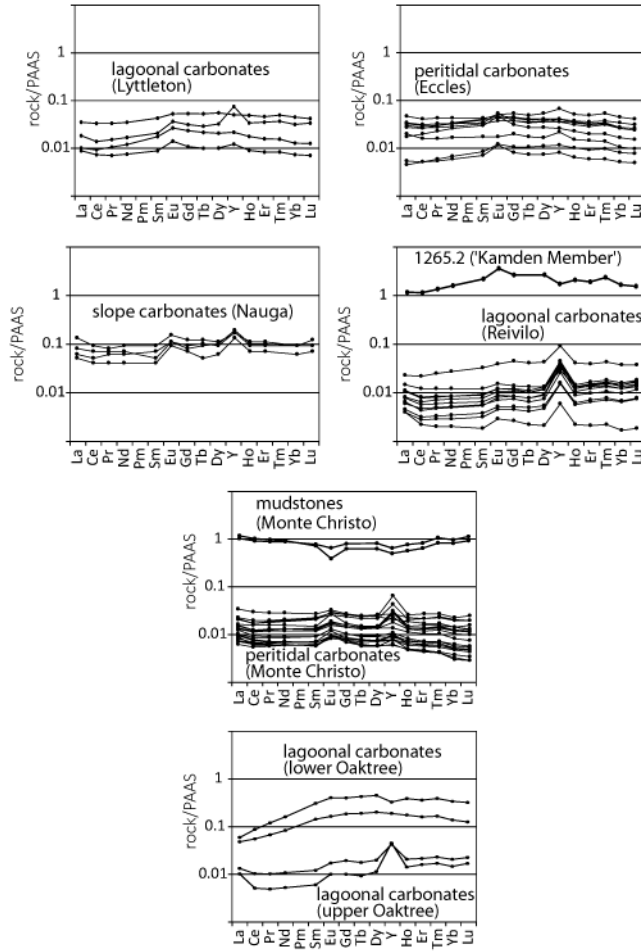 rock/PAAS
1
0.1
0.01
lagoonal carbonates
(Lyttleton)
La Ce Pr Nd Pm Sm Eu Gd Tb Dy Y Ho Er Tm Yb Lu
rock/PAAS
1
0.1
0.01
peritidal carbonates
(Eccles)
La Ce Pr Nd Pm Sm Eu Gd Tb Dy Y Ho Er Tm Yb Lu
rock/PAAS
1
0.1
0.01
slope carbonates (Nauga)
La Ce Pr Nd Pm Sm Eu Gd Tb Dy Y Ho Er Tm Yb Lu
rock/PAAS
1
0.1
0.01
1265.2 ('Kamden Member')
lagoonal carbonates
(Reivilo)
La Ce Pr Nd Pm Sm Eu Gd Tb Dy Y Ho Er Tm Yb Lu
rock/PAAS
1
0.1
0.01
mudstones
(Monte Christo)
peritidal carbonates
(Monte Christo)
La Ce Pr Nd Pm Sm Eu Gd Tb Dy Y Ho Er Tm Yb Lu
rock/PAAS
1
0.1
0.01
lagoonal carbonates
(lower Oaktree)
lagoonal carbonates
(upper Oaktree)
La Ce Pr Nd Pm Sm Eu Gd Tb Dy Y Ho Er Tm Yb Lu